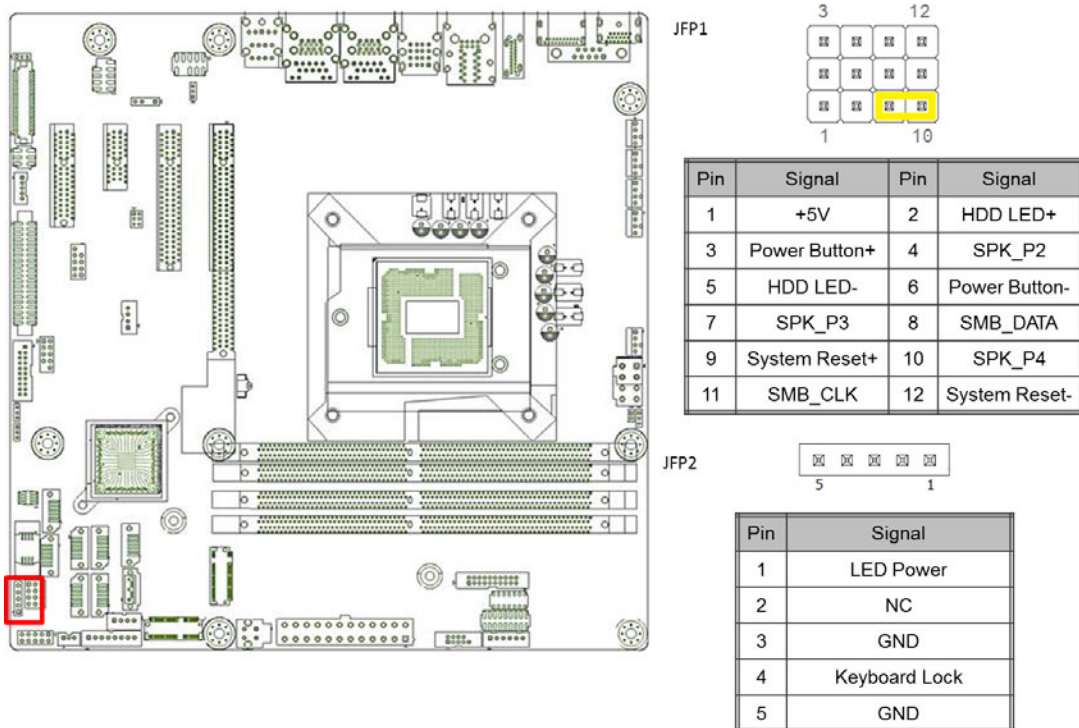 JFP1
3 12
1 10
Pin Signal Pin Signal
1 +5V 2 HDD LED+
3 Power Button+ 4 SPK_P2
5 HDD LED- 6 Power Button-
7 SPK_P3 8 SMB_DATA
9 System Reset+ 10 SPK_P4
11 SMB_CLK 12 System Reset-
JFP2
5 1
Pin Signal
1 LED Power
2 NC
3 GND
4 Keyboard Lock
5 GND